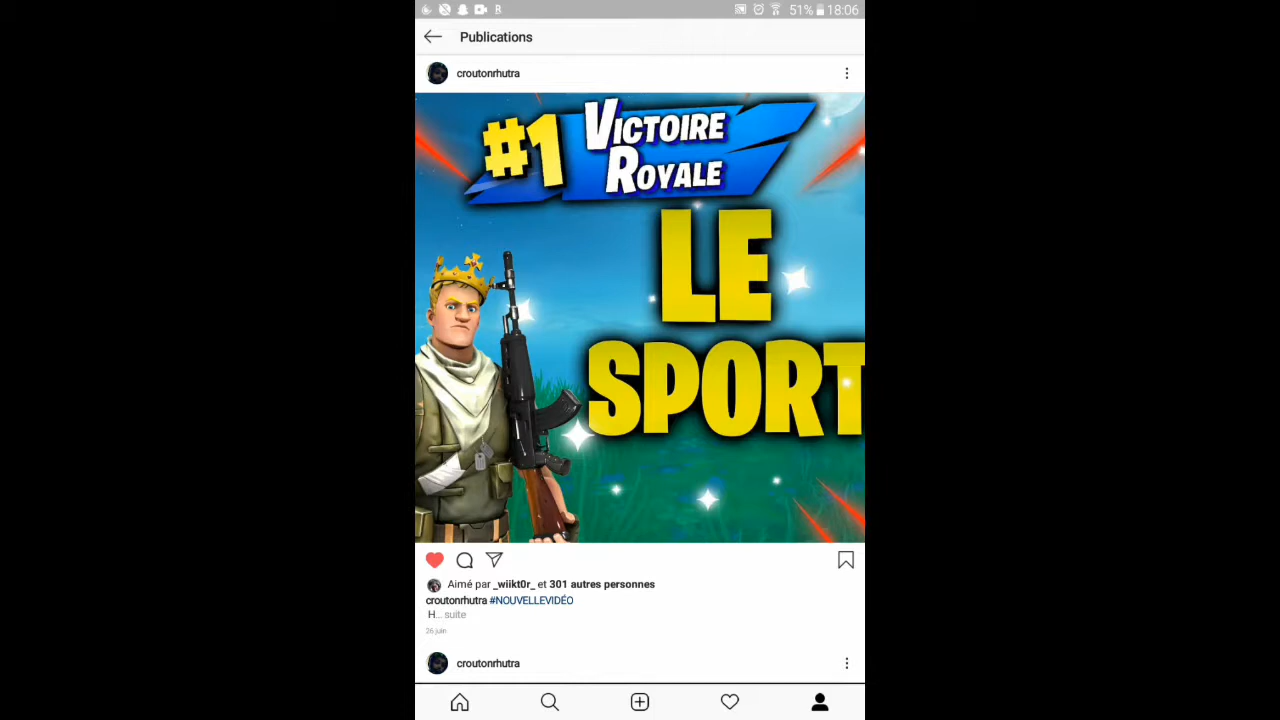 51% 18:06
Publications
croutonrhutra
#1 VICTOIRE
ROYALE
LE
SPORT
Aimé par _wiikt0r_ et 301 autres personnes
croutonrhutra #NOUVELLEVIDÉO
H... suite
26 juin
croutonrhutra